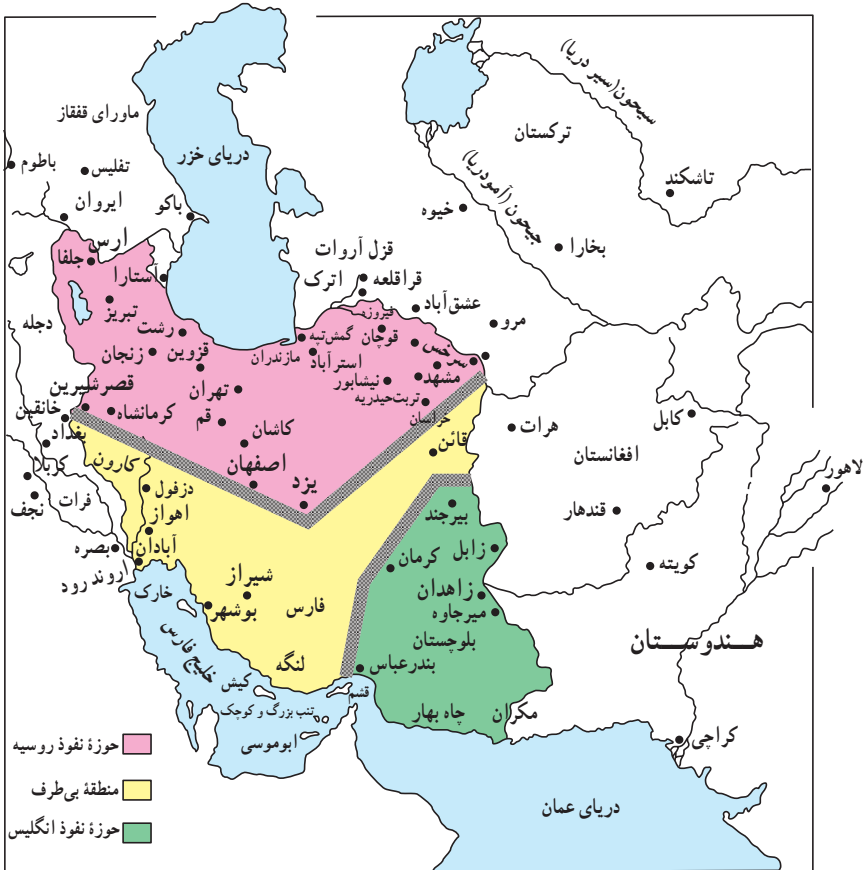 سیحون(سیر دریا)
ماورای قفقاز
ترکستان
دریای خزر
باطوم
تفلیس
جیحون (آمودریا)
تاشکند
ایروان
باکو
خیوه
ارس
بخارا
جلفا
قزل آروات
آستارا
اترک
قراقلعه
عشق‌آباد
تبریز
فیروزه
مرو
دجله
رشت
گمش‌تپه
قوچان
سرخس
زنجان
قزوین
مازندران
استرآباد
مشهد
قصرشیرین
تهران
نیشابور
تربت‌حیدریه
خانقین
کرمانشاه
قم
خراسان
کابل
بغداد
کاشان
هرات
کارون
قائن
افغانستان
کربلا
اصفهان
لاهور
نجف
فرات
دزفول
یزد
بیرجند
قندهار
اهواز
بصره
آبادان
زابل
کرمان
کویته
اروند رود
شیراز
زاهدان
خارک
بوشهر
فارس
میرجاوه
بلوچستان
هـنـدوسـتـان
خلیج فارس
لنگه
بندرعباس
کیش
قشم
تنب بزرگ و کوچک
چاه بهار
مکران
ابوموسی
کراچی
حوزهٔ نفوذ روسیه
منطقهٔ بی‌طرف
دریای عمان
حوزهٔ نفوذ انگلیس